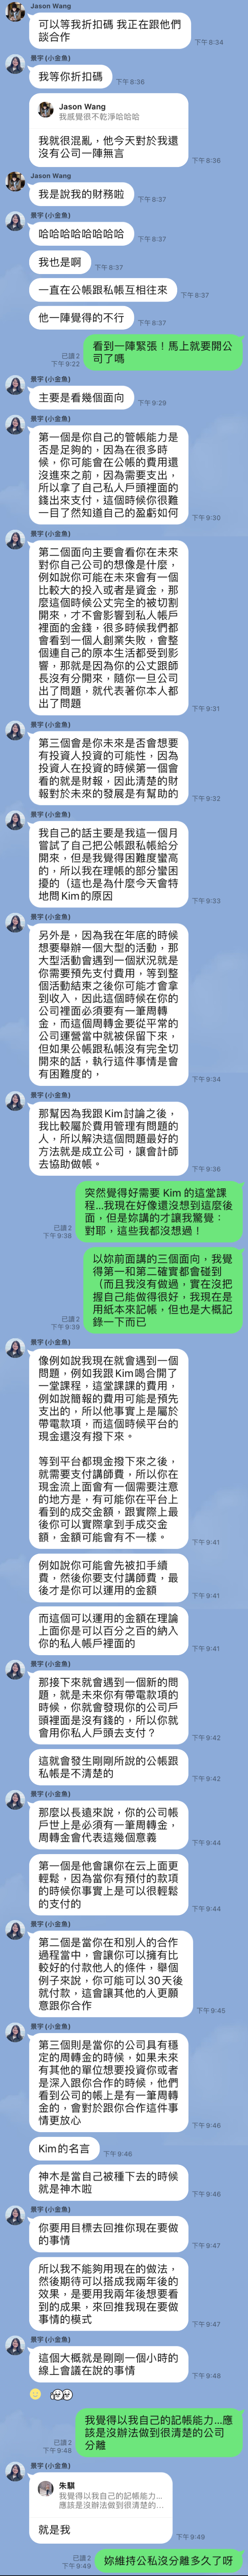 Jason Wang
可以等我折扣碼 我正在跟他們
談合作
下午8:34
景宇 (小金魚)
我等你折扣碼
下午8:36
Jason Wang
我感覺很不乾淨哈哈哈
我就很混亂，他今天對於我還
沒有公司一陣無言
下午8:36
Jason Wang
我是說我的財務啦
下午8:37
景宇 (小金魚)
哈哈哈哈哈哈哈哈
下午8:37
我也是啊
下午8:37
一直在公帳跟私帳互相往來
下午8:37
他一陣覺得的不行
下午8:37
看到一陣緊張！馬上就要開公
司了嗎
已讀2
下午9:22
景宇 (小金魚)
主要是看幾個面向
下午9:29
景宇 (小金魚)
第一個是你自己的管帳能力是
否是足夠的，因為在很多時
候，你可能會在公帳的費用還
沒進來之前，因為需要支出，
所以拿了自己私人戶頭裡面的
錢出來支付，這個時候你很難
一目了然知道自己的盈虧如何
下午9:30
景宇 (小金魚)
第二個面向主要會看你在未來
對你自己公司的想像是什麼，
例如說你可能在未來會有一個
比較大的投入或者是資金，那
麼這個時候公丈完全的被切割
開來，才不會影響到私人帳戶
裡面的金錢，很多時候我們都
會看到一個人創業失敗，會整
個連自己的原本生活都受到影
響，那就是因為你的公丈跟師
長沒有分開來，隨你一旦公司
出了問題，就代表著你本人都
出了問題
下午9:31
景宇 (小金魚)
第三個會是你未來是否會想要
有投資人的可能性，因為
投資人在投資的時候第一個會
看的就是財報，因此清楚的財
報對於未來的發展是有幫助的
下午9:32
景宇 (小金魚)
我自己的話主要是我這一個月
嘗試了自己把公帳跟私帳給分
開來，但是我覺得困難度蠻高
的，所以我在理帳的部分蠻困
擾的（這也是為什麼今天會特
地問Kim的原因
下午9:33
景宇 (小金魚)
另外是，因為我在年底的時候
想要舉辦一個大型的活動，那
大型活動會遇到一個狀況就是
你需要預先支付費用，等到整
個活動結束之後你可能才會拿
到收入，因此這個時候在你的
公司裡面必須要有一筆周轉
金，而這個周轉金要從平常的
公司運營當中就被保留下來，
但如果公帳跟私帳沒有完全切
開來的話，執行這件事情是會
有困難度的，
下午9:34
景宇 (小金魚)
那幫因為我跟Kim討論之後，
我比較屬於費用管理有問題的
人，所以解決這個問題最好的
方法就是成立公司，讓會計師
去協助做帳。
下午9:36
突然覺得好需要 Kim 的這堂課
程…我現在好像還沒想到這麼後
面，但是妳講的才讓我驚覺：
對耶，這些我都沒想過！
已讀2
下午9:38
以妳前面講的三個面向，我覺
得第一和第二確實都會碰到
（而且我沒有做過，實在沒把
握自己能做得很好，我現在是
用紙本來記帳，但也是大概記
錄一下而已
已讀2
下午9:39
景宇 (小金魚)
像例如說我現在就會遇到一個
問題，例如我跟Kim喝合開了
一堂課程，這堂課課的費用，
例如說簡報的費用可能是預先
支出的，所以他事實上是屬於
帶電款項，而這個時候平台的
現金還沒有撥下來。
等到平台都現金撥下來之後，
就需要支付講師費，所以你在
現金流上面會有一個需要注意
的地方是，有可能你在平台上
看到的成交金額，跟實際上最
後你可以實際拿到手成交金
額，金額可能會有不一樣。
下午9:41
例如說你可能會先被扣手續
費，然後你要支付講師費，最
後才是你可以運用的金額
下午9:41
而這個可以運用的金額在理論
上面你是可以百分之百的納入
你的私人帳戶裡面的
下午9:41
景宇 (小金魚)
那接下來就會遇到一個新的問
題，就是未來你有帶電款項的
時候，你就會發現你的公司戶
頭裡面是沒有錢的，所以你就
會用你私人戶頭去支付？
下午9:42
這就會發生剛剛所說的公帳跟
私帳是不清楚的
下午9:42
景宇 (小金魚)
那麼以長遠來說，你的公司帳
戶世上是必須有一筆周轉金，
周轉金會代表這幾個意義
下午9:44
第一個是他會讓你在云上面更
輕鬆，因為當你有預付的款項
的時候你事實上是可以很輕鬆
的支付的
下午9:44
景宇 (小金魚)
第二個是當你在和別人的合作
過程當中，會讓你可以擁有比
較好的付款他人的條件，舉個
例子來說，你可能可以30天後
就付款，這會讓其他的人更願
意跟你合作
下午9:45
景宇 (小金魚)
第三個則是當你的公司具有穩
定的周轉金的時候，如果未來
有其他的單位想要投資你或者
是深人跟你合作的時候，他們
看到公司的帳上是有一筆周轉
金的，會對於跟你合作這件事
情會更放心
下午9:46
Kim的名言
下午9:46
神木是當自己被種下去的時候
就是神木啦
下午9:46
景宇 (小金魚)
你要用目標去回推你現在要做
的事情
下午9:47
所以我不能夠用現在的做法，
然後期待可以搭成我兩年後的
效果，是要用我兩年後想要看
到的成果，來回推我現在要做
事情的模式
下午9:47
景宇 (小金魚)
這個大概就是剛剛一個小時的
線上會議在說的事情
下午9:48
我覺得以我自己的記帳能力…應
該是沒辦法做到很清楚的公司
分離
已讀2
下午9:48
景宇 (小金魚)
朱騏
我覺得以我自己的記帳能力…
應該是沒辦法做到很清楚的…
就是我
下午9:49
妳維持公私沒分離多久了呀
已讀2
下午9:49